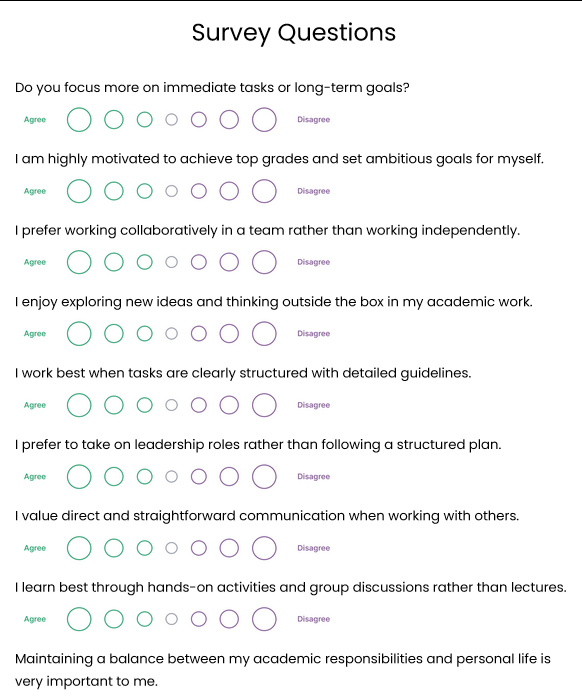 Survey Questions
Do you focus more on immediate tasks or long-term goals?
Agree Disagree
I am highly motivated to achieve top grades and set ambitious goals for myself.
Agree Disagree
I prefer working collaboratively in a team rather than working independently.
Agree Disagree
I enjoy exploring new ideas and thinking outside the box in my academic work.
Agree Disagree
I work best when tasks are clearly structured with detailed guidelines.
Agree Disagree
I prefer to take on leadership roles rather than following a structured plan.
Agree Disagree
I value direct and straightforward communication when working with others.
Agree Disagree
I learn best through hands-on activities and group discussions rather than lectures.
Agree Disagree
Maintaining a balance between my academic responsibilities and personal life is
very important to me.